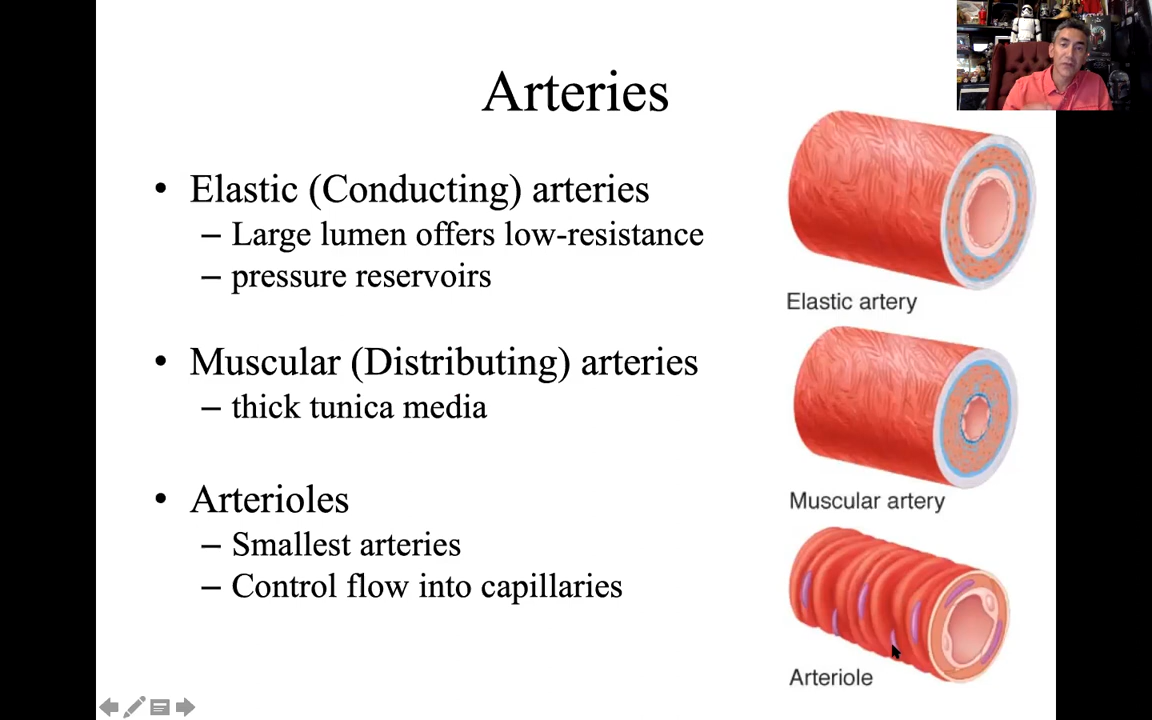 Arteries
• Elastic (Conducting) arteries
– Large lumen offers low-resistance
– pressure reservoirs
• Muscular (Distributing) arteries
– thick tunica media
• Arterioles
– Smallest arteries
– Control flow into capillaries
Elastic artery
Muscular artery
Arteriole